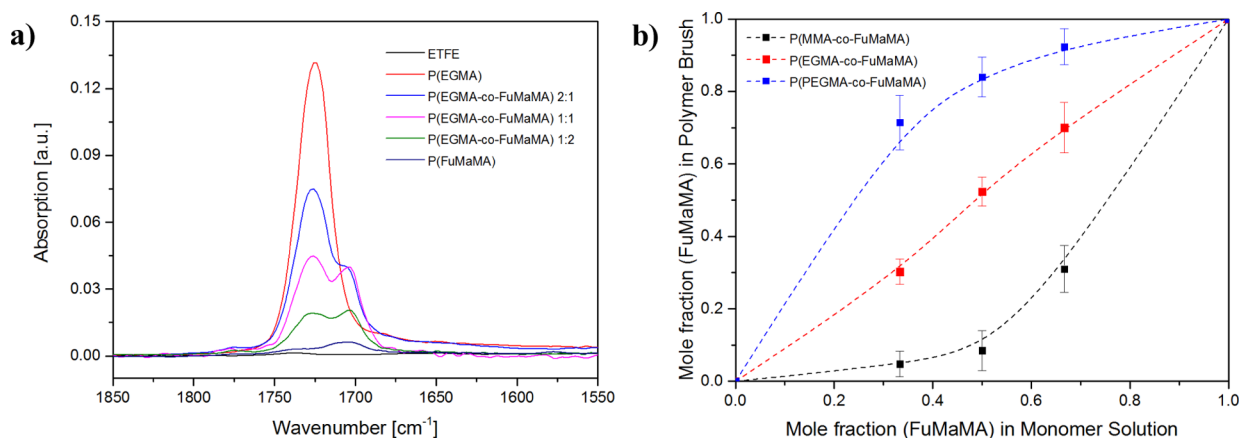 a)
0.15
0.12
0.09
0.06
0.03
0.00
Absorption [a.u.]
ETFE
P(EGMA)
P(EGMA-co-FuMaMA) 2:1
P(EGMA-co-FuMaMA) 1:1
P(EGMA-co-FuMaMA) 1:2
P(FuMaMA)
1850 1800 1750 1700 1650 1600 1550
Wavenumber [cm-1]
b)
1.0
0.8
0.6
0.4
0.2
0.0
Mole fraction (FuMaMA) in Polymer Brush
P(MMA-co-FuMaMA)
P(EGMA-co-FuMaMA)
P(PEGMA-co-FuMaMA)
0.0 0.2 0.4 0.6 0.8 1.0
Mole fraction (FuMaMA) in Monomer Solution